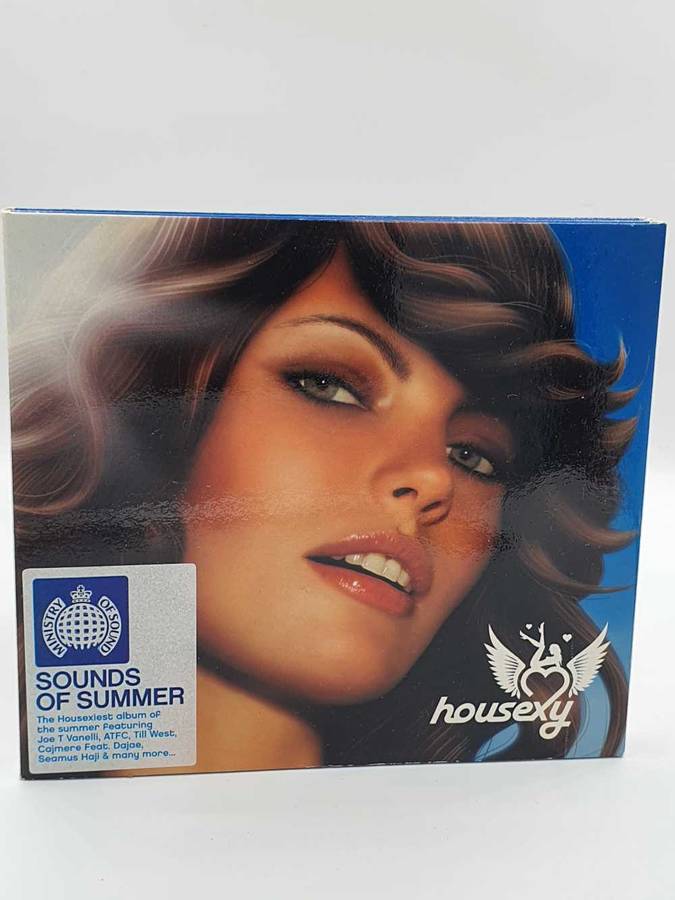 MINISTRY OF SOUND
SOUNDS
OF SUMMER
The Housexiest album of
the summer featuring
Joe T Vanelli, ATFC, Till West,
Cajmere Feat. Dajae,
Seamus Haji & many more...
housexy